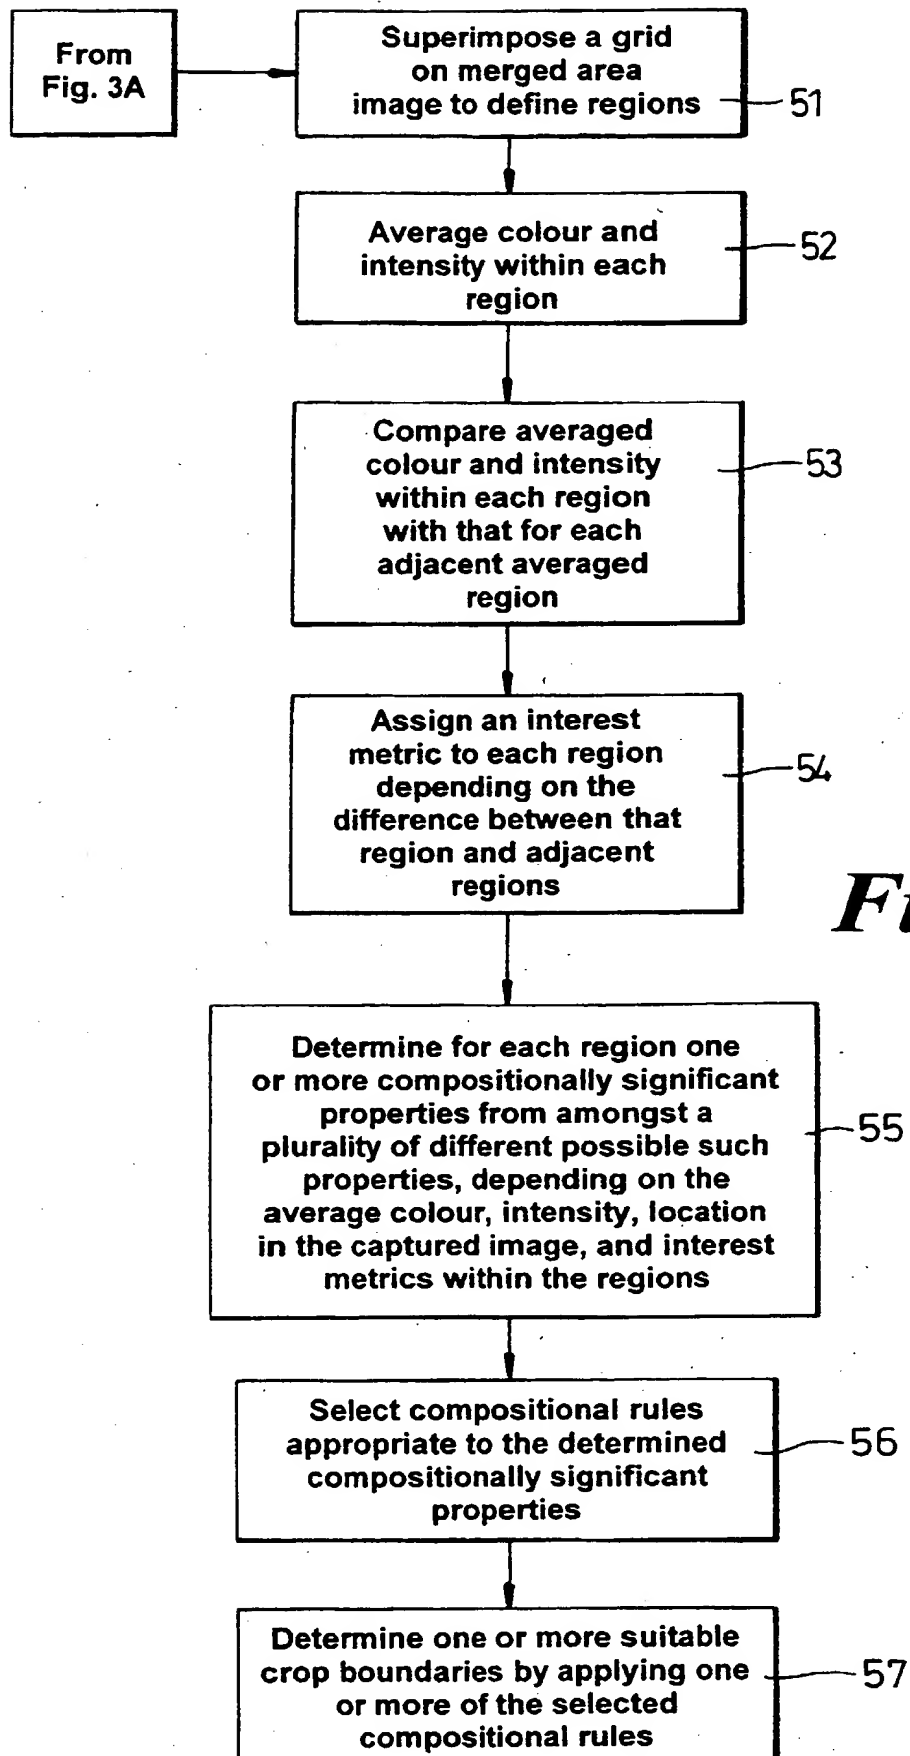 From
Fig. 3A
Superimpose a grid
on merged area
image to define regions
51
Average colour and
intensity within each
region
52
Compare averaged
colour and intensity
within each region
with that for each
adjacent averaged
region
53
Assign an interest
metric to each region
depending on the
difference between that
region and adjacent
regions
54
Determine for each region one
or more compositionally significant
properties from amongst a
plurality of different possible such
properties, depending on the
average colour, intensity, location
in the captured image, and interest
metrics within the regions
55
Select compositional rules
appropriate to the determined
compositionally significant
properties
56
Determine one or more suitable
crop boundaries by applying one
or more of the selected
compositional rules
57